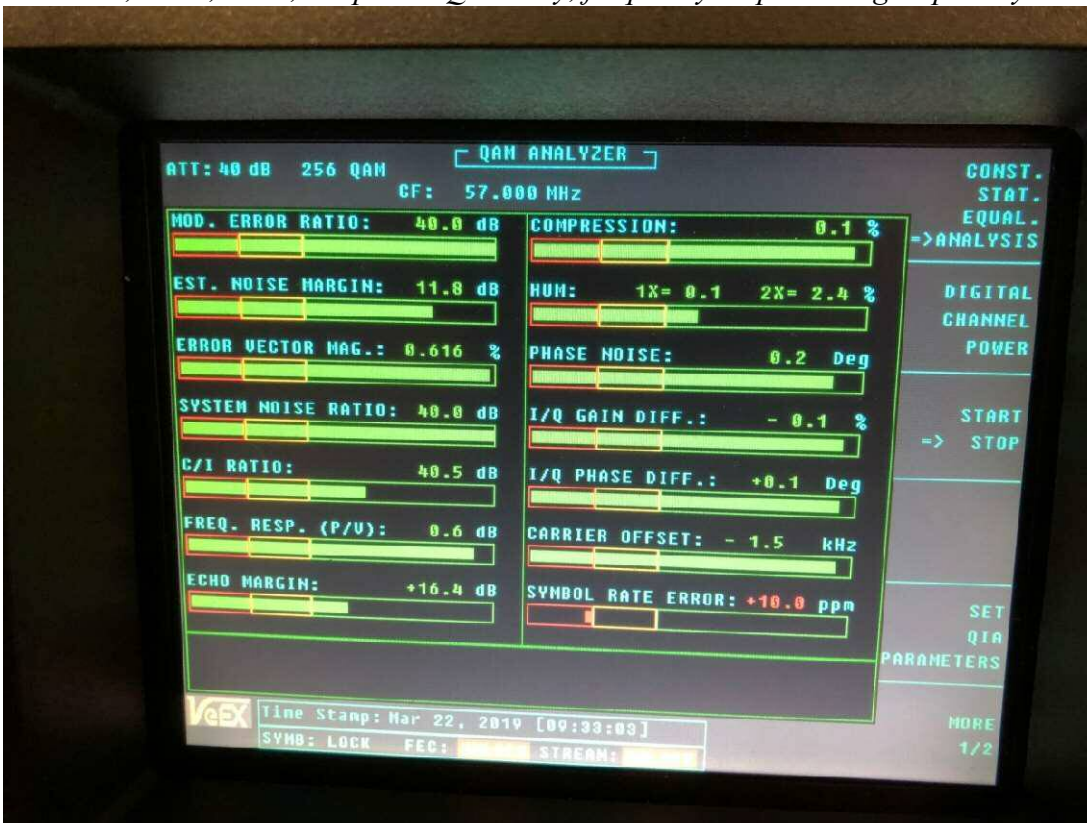 QAM ANALYZER
ATT: 40 dB 256 QAM
CF: 57.000 MHz
MOD. ERROR RATIO: 40.0 dB
EST. NOISE MARGIN: 11.8 dB
ERROR VECTOR MAG.: 0.616 %
SYSTEM NOISE RATIO: 40.0 dB
C/I RATIO: 40.5 dB
FREQ. RESP. (P/V): 0.6 dB
ECHO MARGIN: +16.4 dB
COMPRESSION: 0.1 %
HUM: 1X= 0.1 2X= 2.4 %
PHASE NOISE: 0.2 Deg
I/Q GAIN DIFF.: - 0.1 %
I/Q PHASE DIFF.: +0.1 Deg
CARRIER OFFSET: - 1.5 kHz
SYMBOL RATE ERROR: +10.0 ppm
CONST.
STAT.
EQUAL.
=>ANALYSIS
DIGITAL
CHANNEL
POWER
START
=> STOP
SET
QIA
PARAMETERS
MORE
1/2
VeEX
Time Stamp: Mar 22, 2019 [09:33:03]
SYMB: LOCK FEC: STREAM: